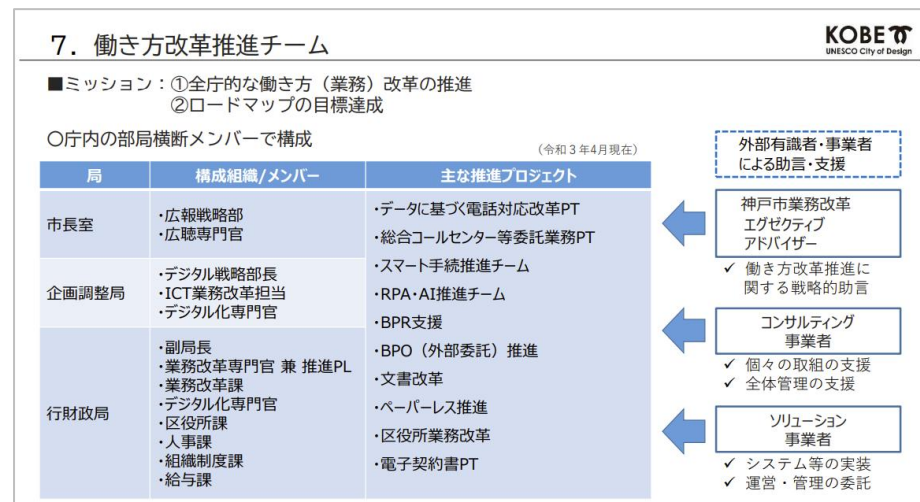 7．働き方改革推進チーム
KOBE
UNESCO City of Design
■ミッション：①全庁的な働き方（業務）改革の推進
②ロードマップの目標達成
〇庁内の部局横断メンバーで構成
（令和３年4月現在）
局
構成組織/メンバー
主な推進プロジェクト
市長室
・広報戦略部
・広聴専門官
企画調整局
・デジタル戦略部長
・ICT業務改革担当
・デジタル化専門官
行財政局
・副局長
・業務改革専門官 兼 推進PL
・業務改革課
・デジタル化専門官
・区役所課
・人事課
・組織制度課
・給与課
・データに基づく電話対応改革PT
・総合コールセンター等委託業務PT
・スマート手続推進チーム
・RPA・AI推進チーム
・BPR支援
・BPO（外部委託）推進
・文書改革
・ペーパーレス推進
・区役所業務改革
・電子契約書PT
外部有識者・事業者
による助言・支援
神戸市業務改革
エグゼクティブ
アドバイザー
✓ 働き方改革推進に
関する戦略的助言
コンサルティング
事業者
✓ 個々の取組の支援
✓ 全体管理の支援
ソリューション
事業者
✓ システム等の実装
✓ 運営・管理の委託